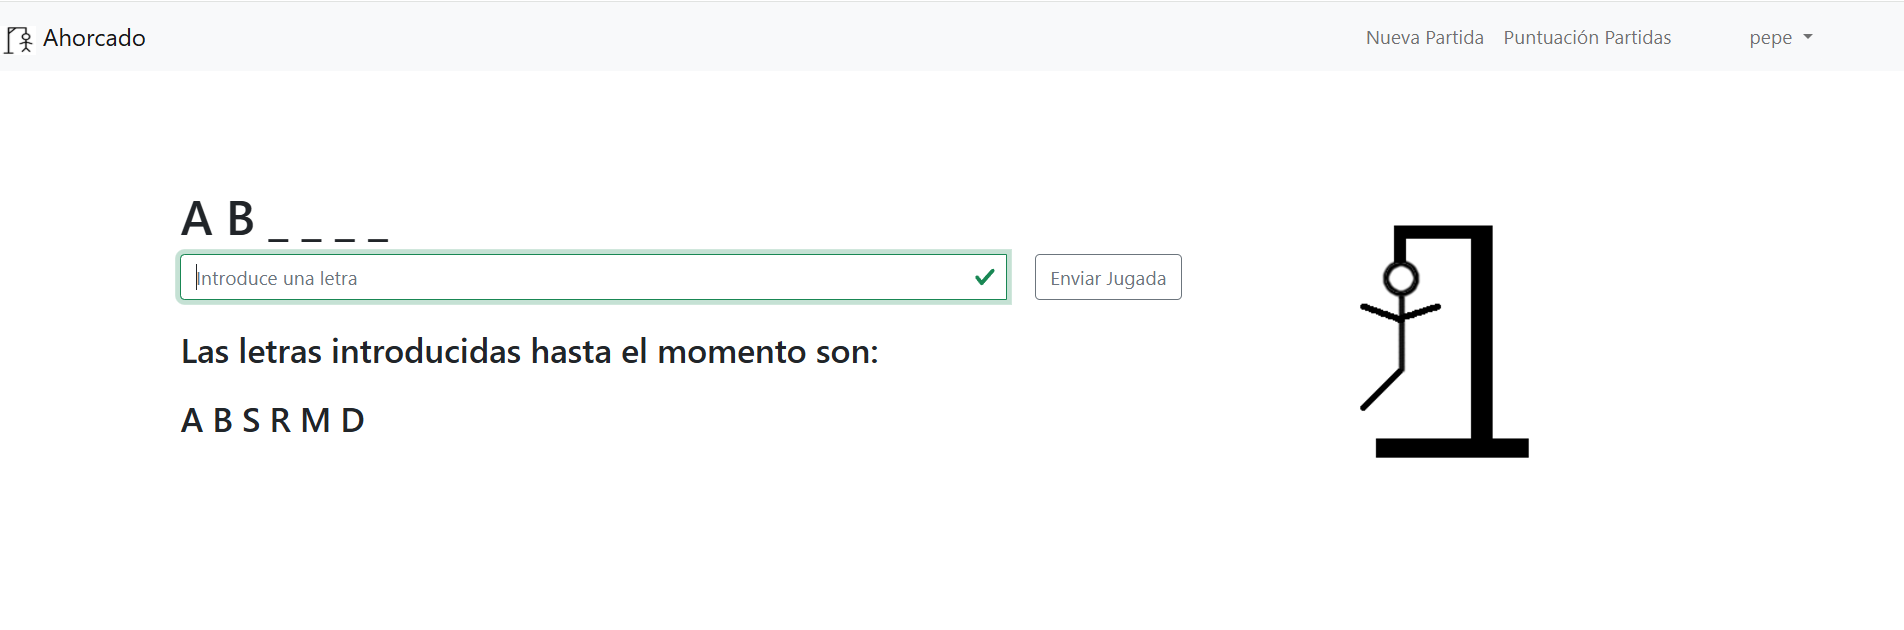 Ahorcado Nueva Partida Puntuación Partidas pepe
A B _ _ _ _
Introduce una letra Enviar Jugada
Las letras introducidas hasta el momento son:
A B S R M D